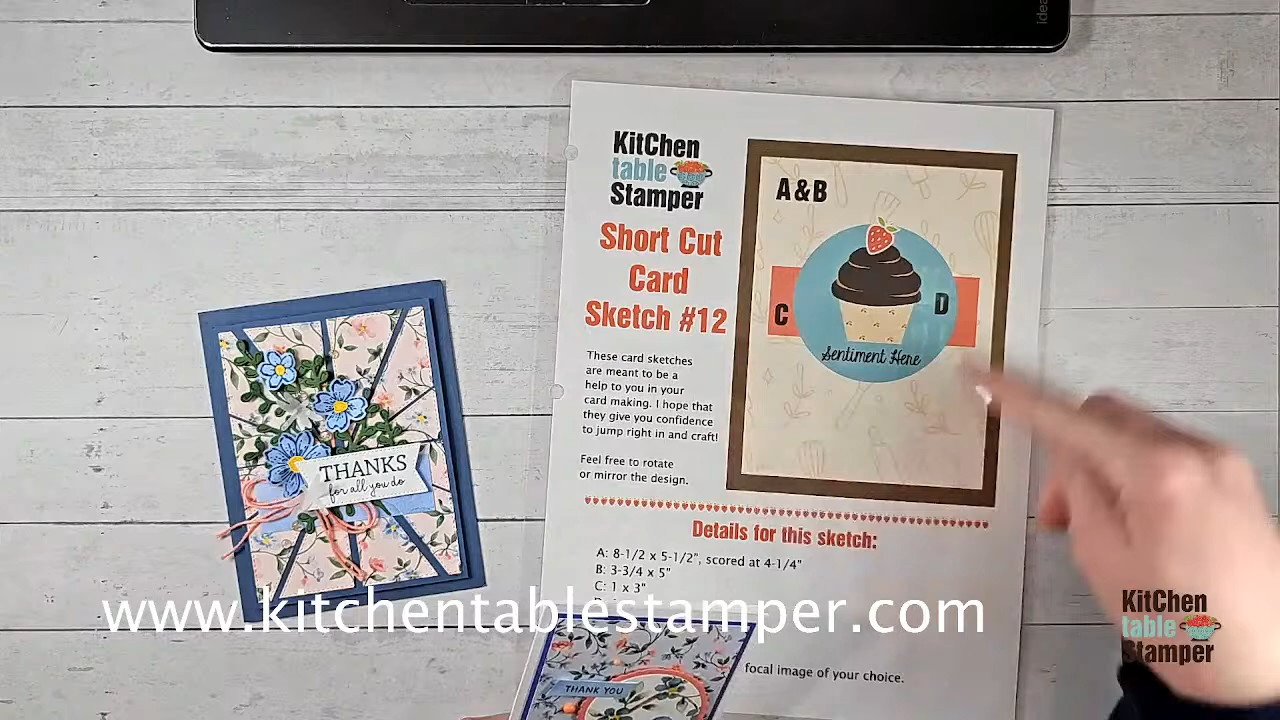 idea
KitChen
table
Stamper
Short Cut
Card
Sketch #12
These card sketches
are meant to be a
help to you in your
card making. I hope that
they give you confidence
to jump right in and craft!
Feel free to rotate
or mirror the design.
A & B
C
D
Sentiment Here
Details for this sketch:
A: 8-1/2 x 5-1/2", scored at 4-1/4"
B: 3-3/4 x 5"
C: 1 x 3"
focal image of your choice.
THANKS
for all you do
THANK YOU
www.kitchentablestamper.com
KitChen
table
Stamper